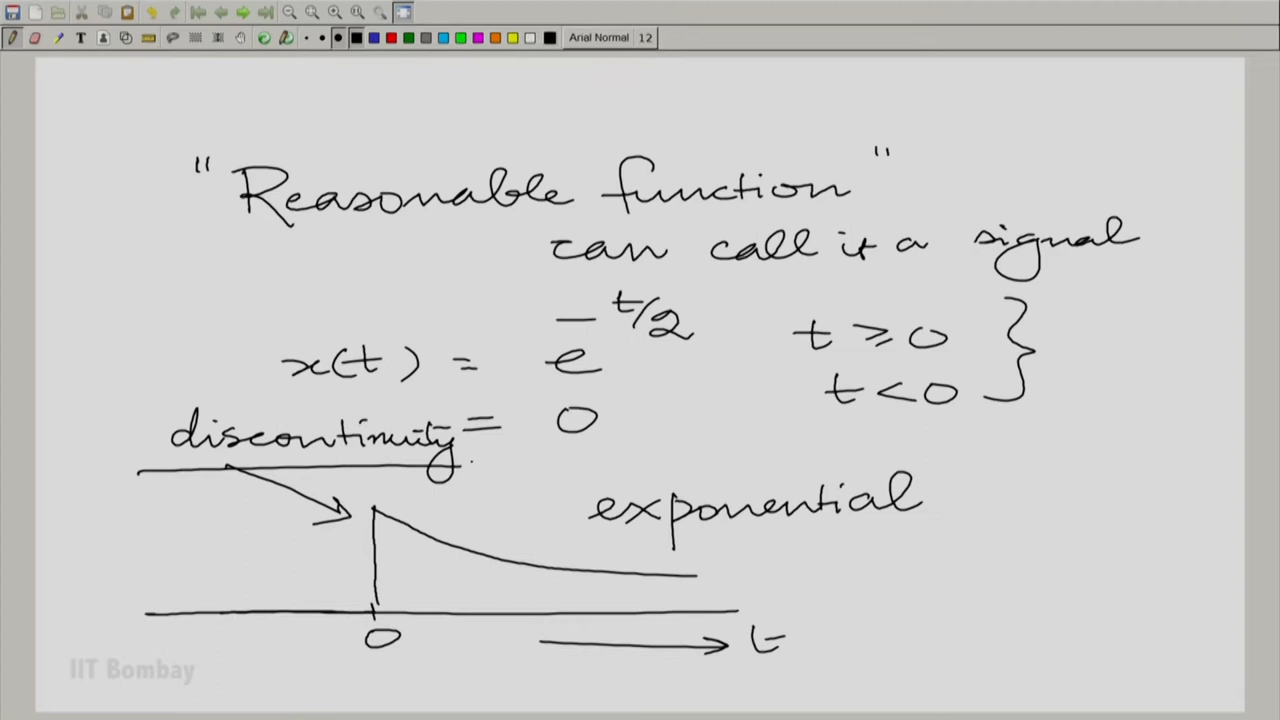 Arial Normal 12
"Reasonable function"
can call it a signal
x(t) = e^{-t/2} t ≥ 0 }
= 0 t < 0
discontinuity
exponential
0
t
IIT Bombay